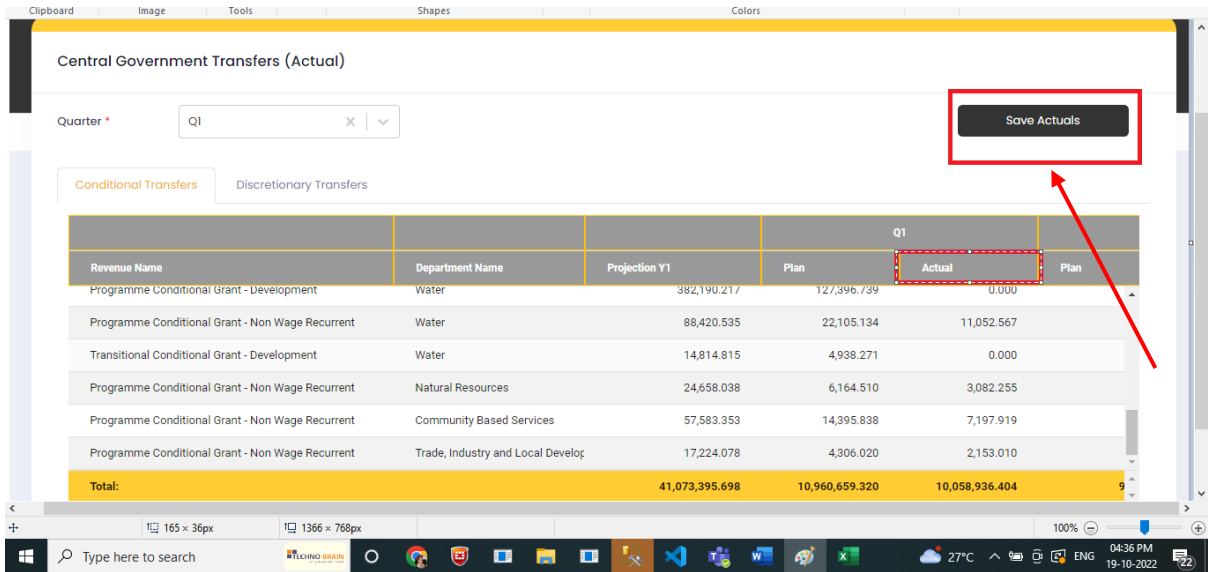 Clipboard Image Tools Shapes Colors
Central Government Transfers (Actual)
Quarter * Q1 Save Actuals
Conditional Transfers Discretionary Transfers
Q1
Revenue Name Department Name Projection Y1 Plan Actual Plan
Programme Conditional Grant - Development Water 382,190.217 127,396.739 0.000
Programme Conditional Grant - Non Wage Recurrent Water 88,420.535 22,105.134 11,052.567
Transitional Conditional Grant - Development Water 14,814.815 4,938.271 0.000
Programme Conditional Grant - Non Wage Recurrent Natural Resources 24,658.038 6,164.510 3,082.255
Programme Conditional Grant - Non Wage Recurrent Community Based Services 57,583.353 14,395.838 7,197.919
Programme Conditional Grant - Non Wage Recurrent Trade, Industry and Local Develop 17,224.078 4,306.020 2,153.010
Total: 41,073,395.698 10,960,659.320 10,058,936.404 9
165 × 36px 1366 × 768px 100%
Type here to search TECHNO BRAIN 27°C ENG 04:36 PM
19-10-2022 22